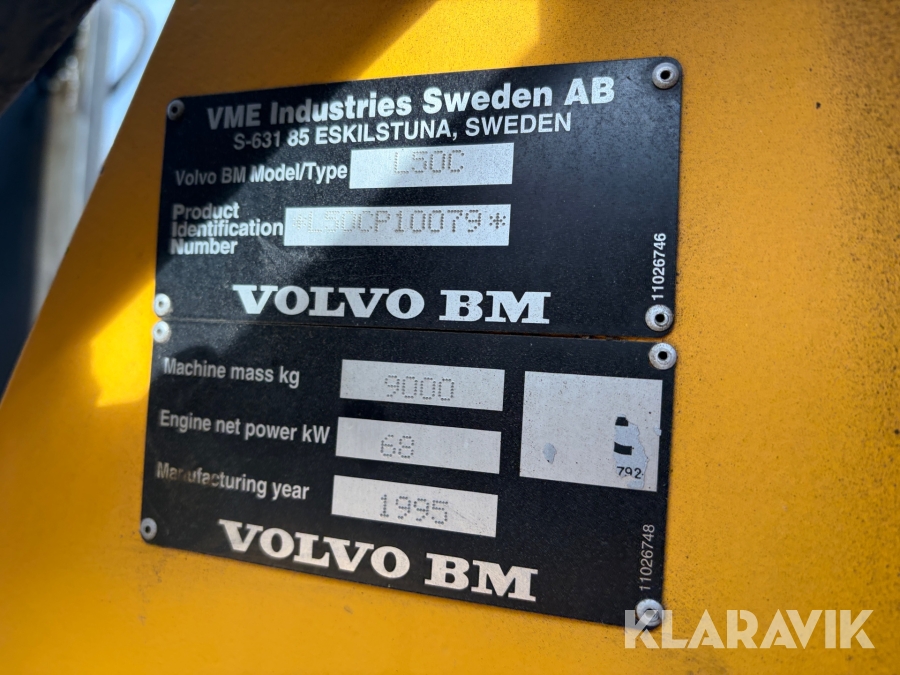 VME Industries Sweden AB
S-631 85 ESKILSTUNA, SWEDEN
Volvo BM Model/Type L50C
Product
Identification
Number
*L50CP10079*
11026746
VOLVO BM
Machine mass kg 9000
Engine net power kW 68
Manufacturing year 1995
792
11026748
VOLVO BM
KLARAVIK